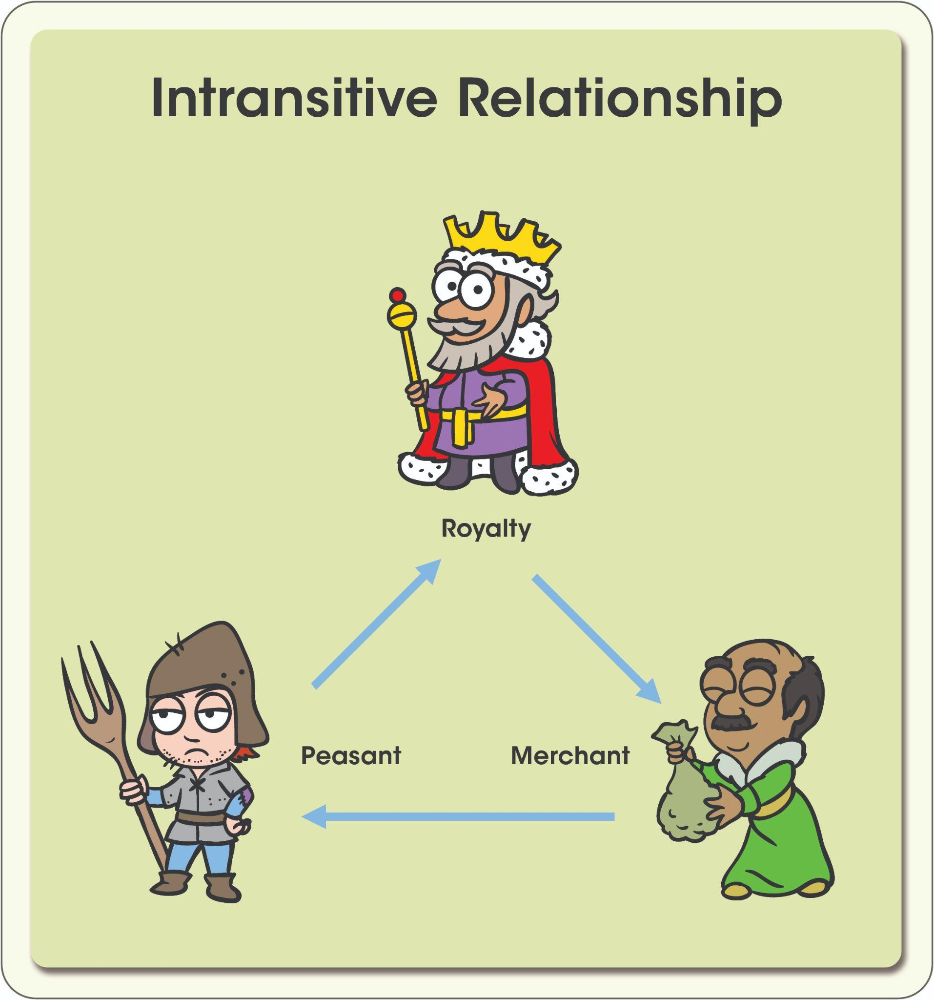 Intransitive Relationship
Royalty
Peasant
Merchant